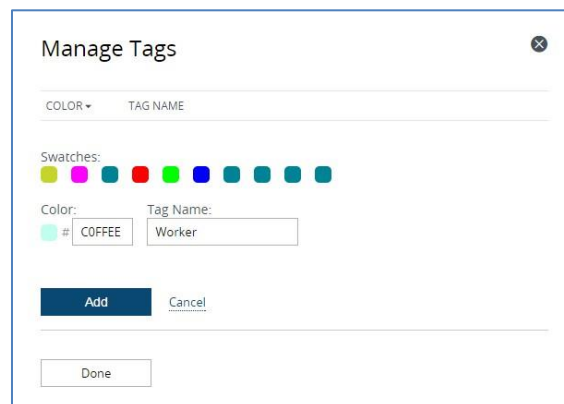 Manage Tags
COLOR TAG NAME
Swatches:
Color: Tag Name:
# C0FFEE Worker
Add Cancel
Done